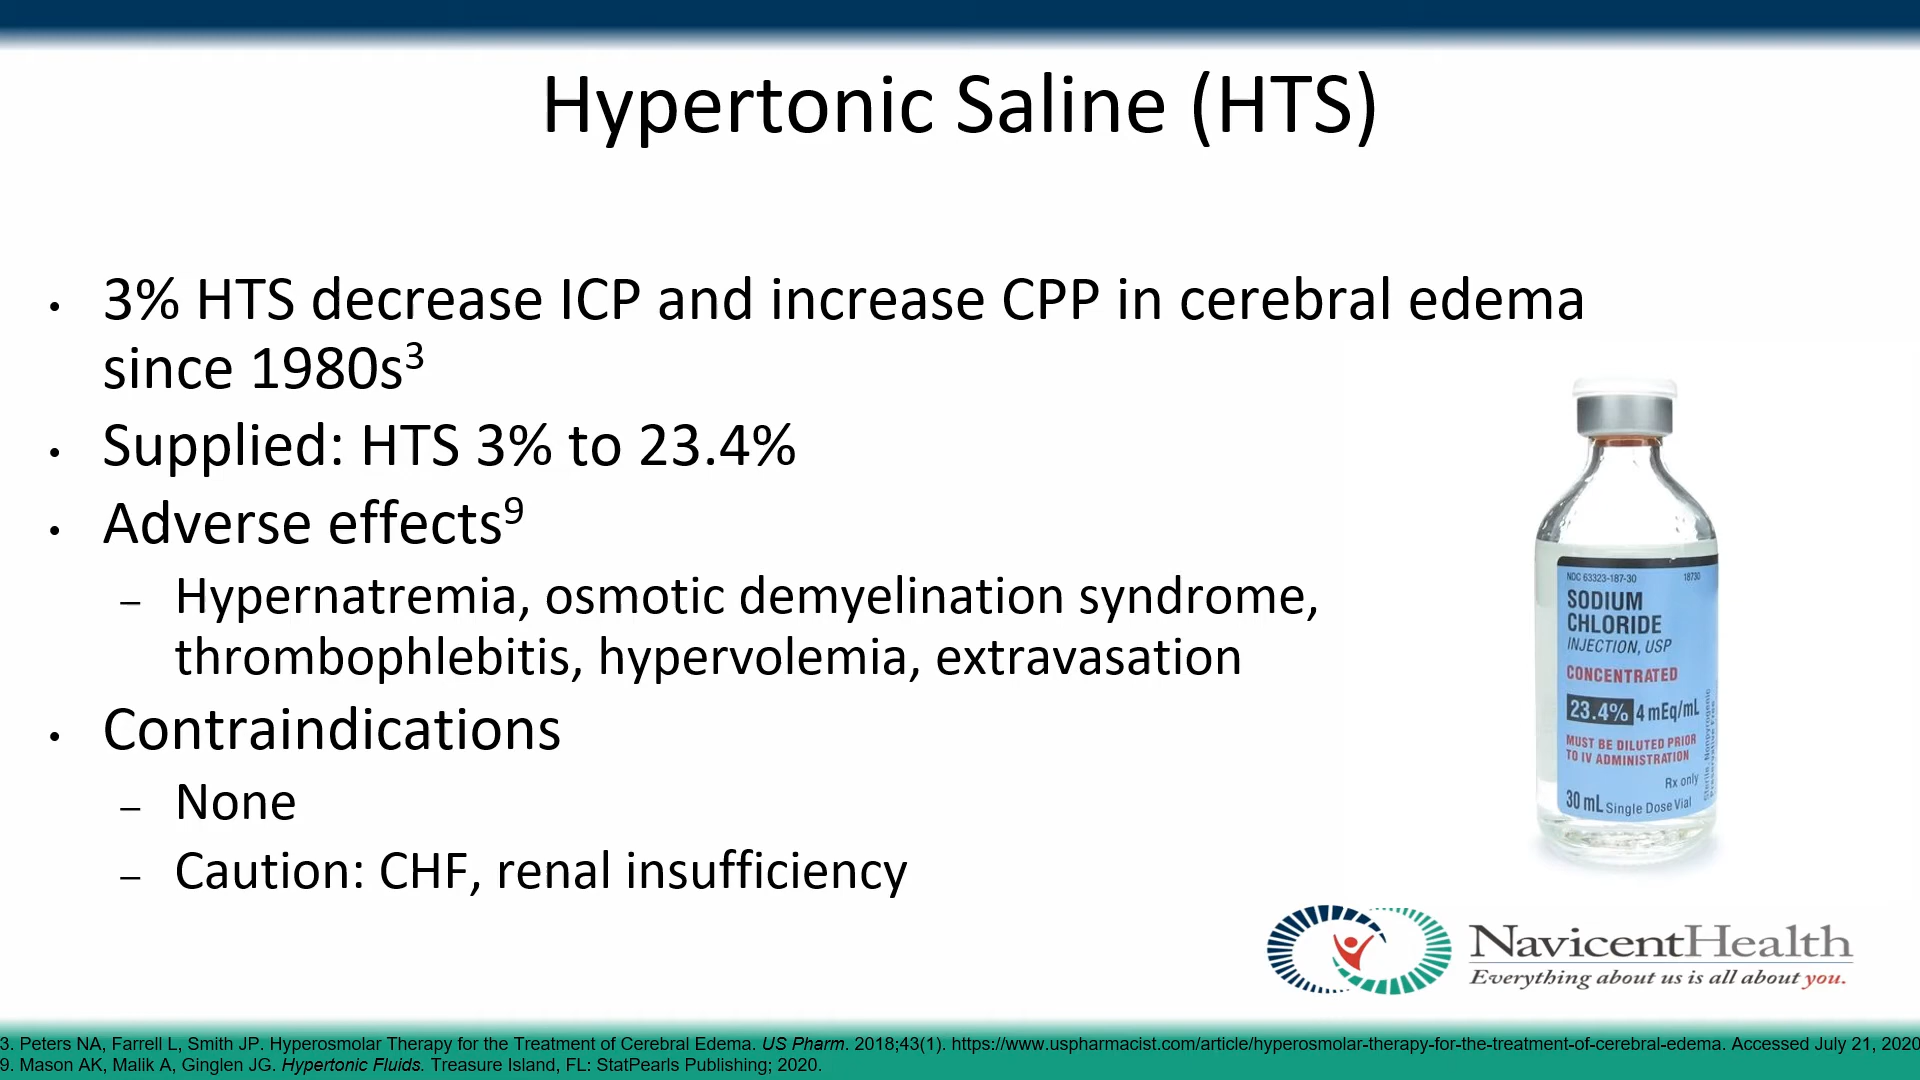 Hypertonic Saline (HTS)
• 3% HTS decrease ICP and increase CPP in cerebral edema
since 1980s³
• Supplied: HTS 3% to 23.4%
• Adverse effects⁹
– Hypernatremia, osmotic demyelination syndrome,
thrombophlebitis, hypervolemia, extravasation
• Contraindications
– None
– Caution: CHF, renal insufficiency
NDC 63323-187-30 18730
SODIUM
CHLORIDE
INJECTION, USP
CONCENTRATED
23.4% 4 mEq/mL
MUST BE DILUTED PRIOR
TO IV ADMINISTRATION
Rx only
30 mL Single Dose Vial
Sterile, Nonpyrogenic
Preservative Free
NavicentHealth
Everything about us is all about you.
3. Peters NA, Farrell L, Smith JP. Hyperosmolar Therapy for the Treatment of Cerebral Edema. US Pharm. 2018;43(1). https://www.uspharmacist.com/article/hyperosmolar-therapy-for-the-treatment-of-cerebral-edema. Accessed July 21, 2020
9. Mason AK, Malik A, Ginglen JG. Hypertonic Fluids. Treasure Island, FL: StatPearls Publishing; 2020.